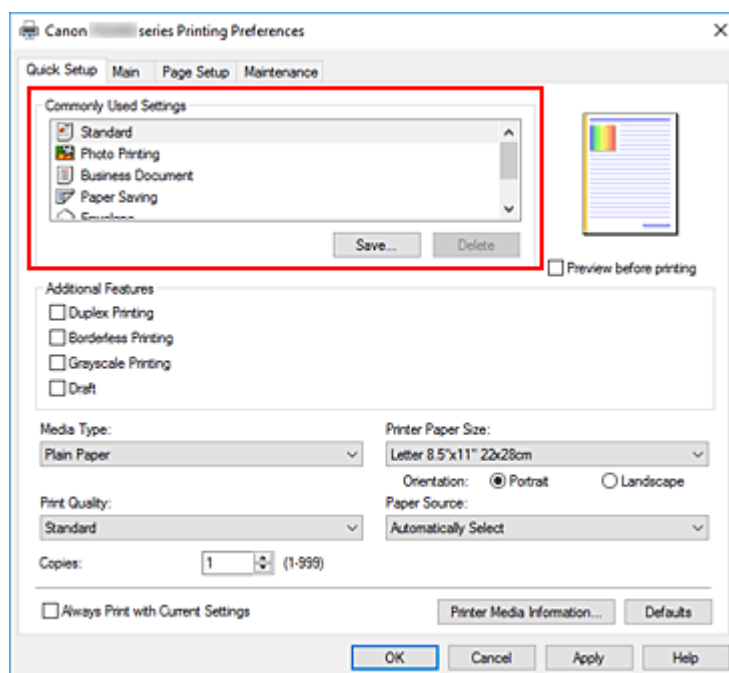 Canon series Printing Preferences
Quick Setup Main Page Setup Maintenance
Commonly Used Settings
Standard
Photo Printing
Business Document
Paper Saving
Save... Delete
Preview before printing
Additional Features
Duplex Printing
Borderless Printing
Grayscale Printing
Draft
Media Type: Printer Paper Size:
Plain Paper Letter 8.5"x11" 22x28cm
Orientation: Portrait Landscape
Print Quality: Paper Source:
Standard Automatically Select
Copies: 1 (1-999)
Always Print with Current Settings Printer Media Information... Defaults
OK Cancel Apply Help